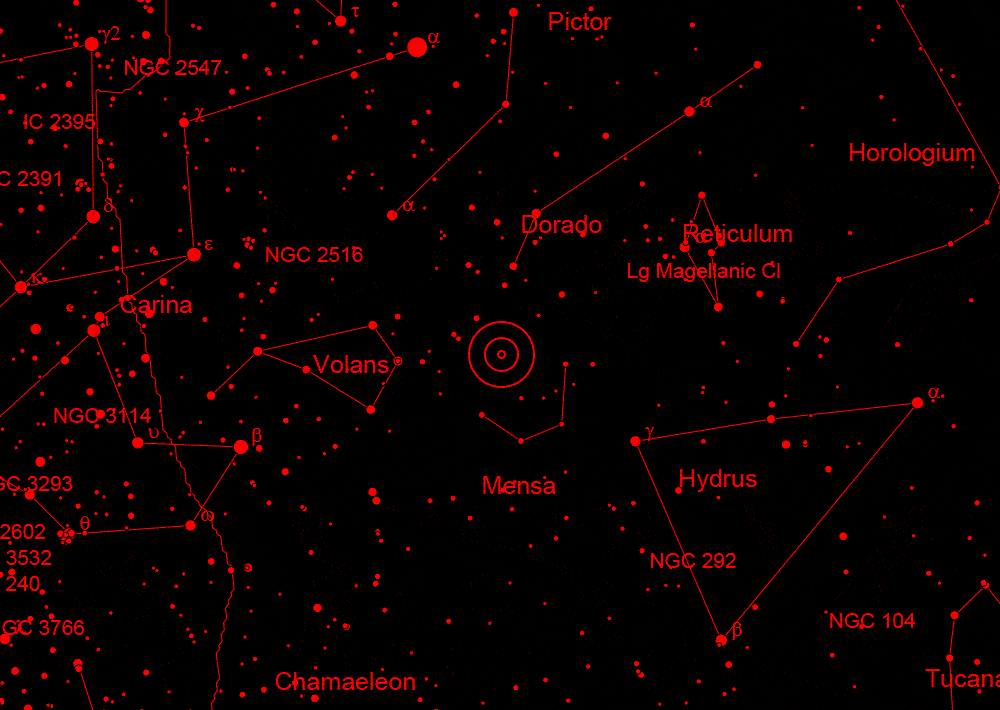 τ
Pictor
γ2
α
NGC 2547
α
χ
IC 2395
Horologium
C 2391
δ
α
Dorado
Reticulum
ε
NGC 2516
Lg Magellanic Cl
κ
e
Carina
ι
Volans
α
NGC 3114
γ
υ
β
Hydrus
GC 3293
Mensa
ω
θ
2602
3532
NGC 292
240
NGC 104
GC 3766
β
Chamaeleon
Tucana